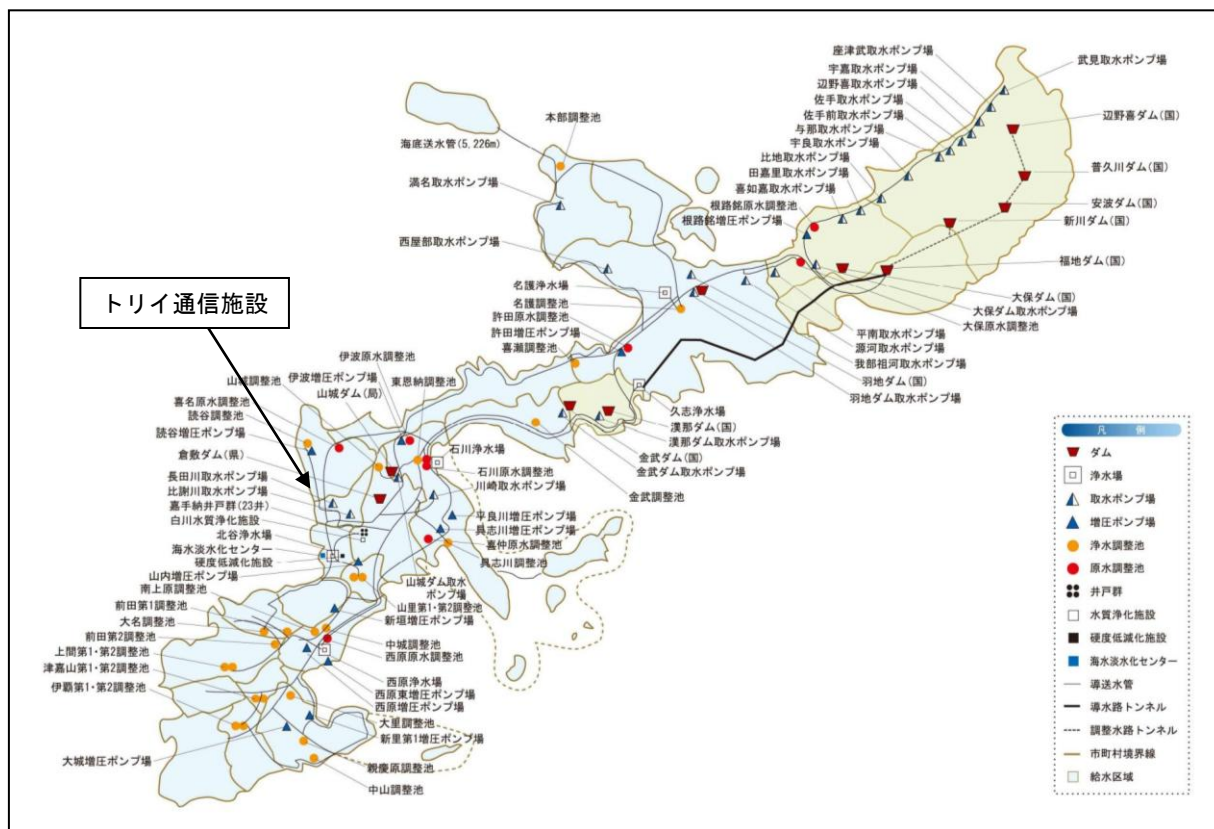 座津武取水ポンプ場
武見取水ポンプ場
宇嘉取水ポンプ場
辺野喜取水ポンプ場
佐手取水ポンプ場
佐手前取水ポンプ場
与那取水ポンプ場
宇良取水ポンプ場
比地取水ポンプ場
田嘉里取水ポンプ場
喜如嘉取水ポンプ場
根路銘原水調整池
根路銘増圧ポンプ場
辺野喜ダム(国)
普久川ダム(国)
安波ダム(国)
新川ダム(国)
福地ダム(国)
大保ダム(国)
大保ダム取水ポンプ場
大保原水調整池
平南取水ポンプ場
源河取水ポンプ場
我部祖河取水ポンプ場
羽地ダム(国)
羽地ダム取水ポンプ場
本部調整池
海底送水管(5,226m)
満名取水ポンプ場
西屋部取水ポンプ場
名護浄水場
名護調整池
許田原水調整池
許田増圧ポンプ場
喜瀬調整池
久志浄水場
漢那ダム(国)
漢那ダム取水ポンプ場
金武ダム(国)
金武ダム取水ポンプ場
金武調整池
トリイ通信施設
伊波原水調整池
伊波増圧ポンプ場
東恩納調整池
山城調整池
山城ダム(局)
喜名原水調整池
読谷調整池
読谷増圧ポンプ場
倉敷ダム(県)
長田川取水ポンプ場
比謝川取水ポンプ場
嘉手納井戸群(23井)
白川水質浄化施設
北谷浄水場
海水淡水化センター
硬度低減化施設
山内増圧ポンプ場
南上原調整池
前田第1調整池
大名調整池
前田第2調整池
上間第1・第2調整池
津嘉山第1・第2調整池
伊覇第1・第2調整池
大城増圧ポンプ場
石川浄水場
石川原水調整池
川崎取水ポンプ場
平良川増圧ポンプ場
具志川増圧ポンプ場
喜仲原水調整池
具志川調整池
山城ダム取水
ポンプ場
山里第1・第2調整池
新垣増圧ポンプ場
中城調整池
西原原水調整池
西原浄水場
西原東増圧ポンプ場
西原増圧ポンプ場
大里調整池
新里第1増圧ポンプ場
親慶原調整池
中山調整池
凡 例
ダム
浄水場
取水ポンプ場
増圧ポンプ場
浄水調整池
原水調整池
井戸群
水質浄化施設
硬度低減化施設
海水淡水化センター
導送水管
導水路トンネル
調整水路トンネル
市町村境界線
給水区域